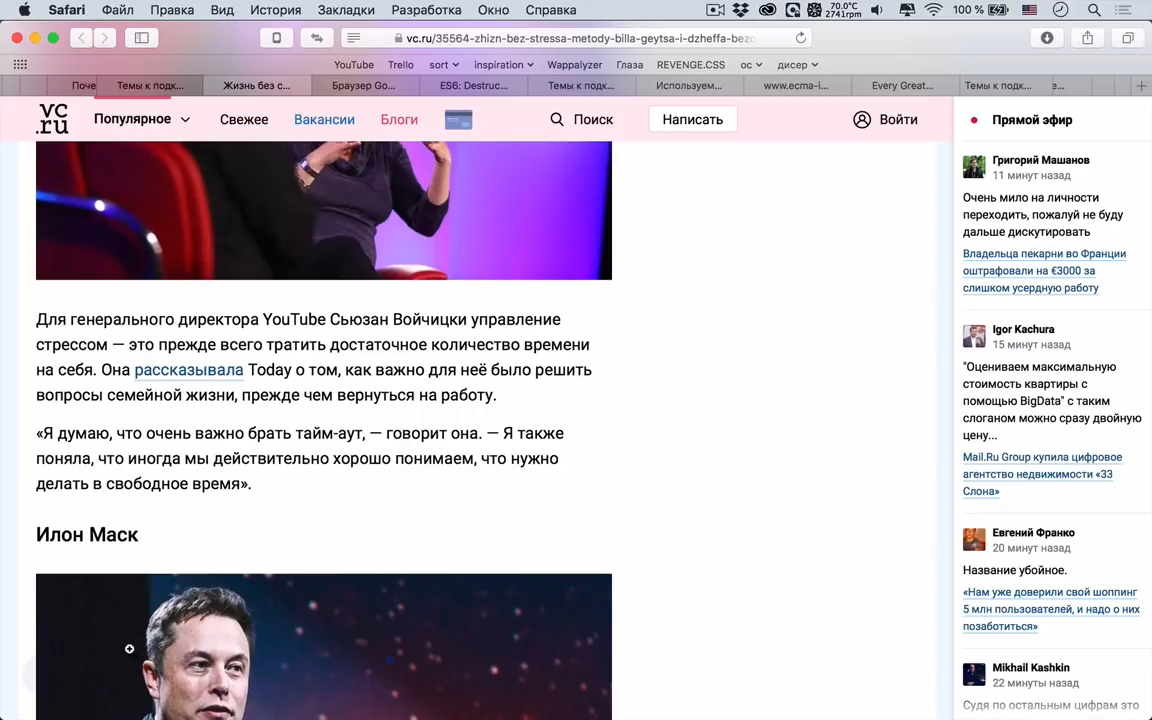 Safari Файл Правка Вид История Закладки Разработка Окно Справка 70.0°C 2741rpm 100 %
vc.ru/35564-zhizn-bez-stressa-metody-billa-geytsa-i-dzheffa-bezo
YouTube Trello sort inspiration Wappalyzer Глаза REVENGE.CSS ос дисер
Поче Темы к подк... Жизнь без с... Браузер Go... ES6: Destruc... Темы к подк... Используем... www.ecma-i... Every Great... Темы к подк... е...
vc.ru Популярное Свежее Вакансии Блоги Поиск Написать Войти
Для генерального директора YouTube Сьюзан Войчицки управление
стрессом — это прежде всего тратить достаточное количество времени
на себя. Она рассказывала Today о том, как важно для неё было решить
вопросы семейной жизни, прежде чем вернуться на работу.
«Я думаю, что очень важно брать тайм-аут, — говорит она. — Я также
поняла, что иногда мы действительно хорошо понимаем, что нужно
делать в свободное время».
Илон Маск
Прямой эфир
Григорий Машанов
11 минут назад
Очень мило на личности
переходить, пожалуй не буду
дальше дискутировать
Владельца пекарни во Франции
оштрафовали на €3000 за
слишком усердную работу
Igor Kachura
15 минут назад
"Оцениваем максимальную
стоимость квартиры с
помощью BigData" с таким
слоганом можно сразу двойную
цену...
Mail.Ru Group купила цифровое
агентство недвижимости «33
Слона»
Евгений Франко
20 минут назад
Название убойное.
«Нам уже доверили свой шоппинг
5 млн пользователей, и надо о них
позаботиться»
Mikhail Kashkin
22 минуты назад
Судя по остальным цифрам это